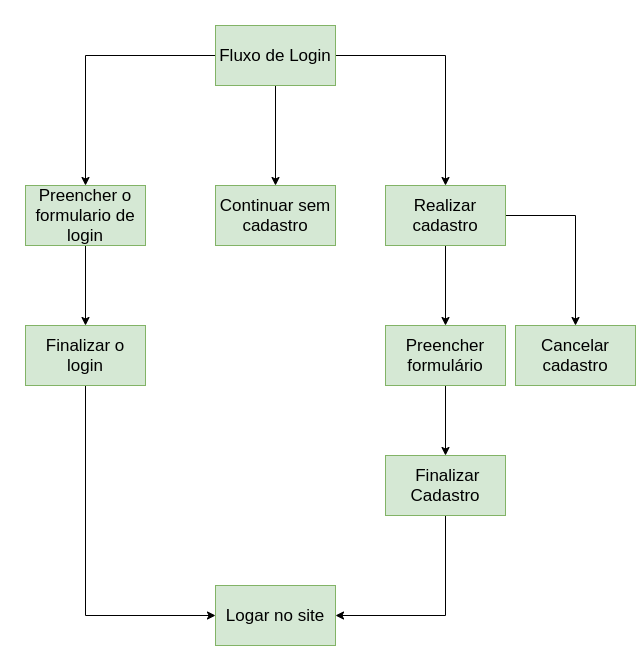 Fluxo de Login
Preencher o
formulario de
login
Continuar sem
cadastro
Realizar
cadastro
Finalizar o
login
Preencher
formulário
Cancelar
cadastro
Finalizar
Cadastro
Logar no site